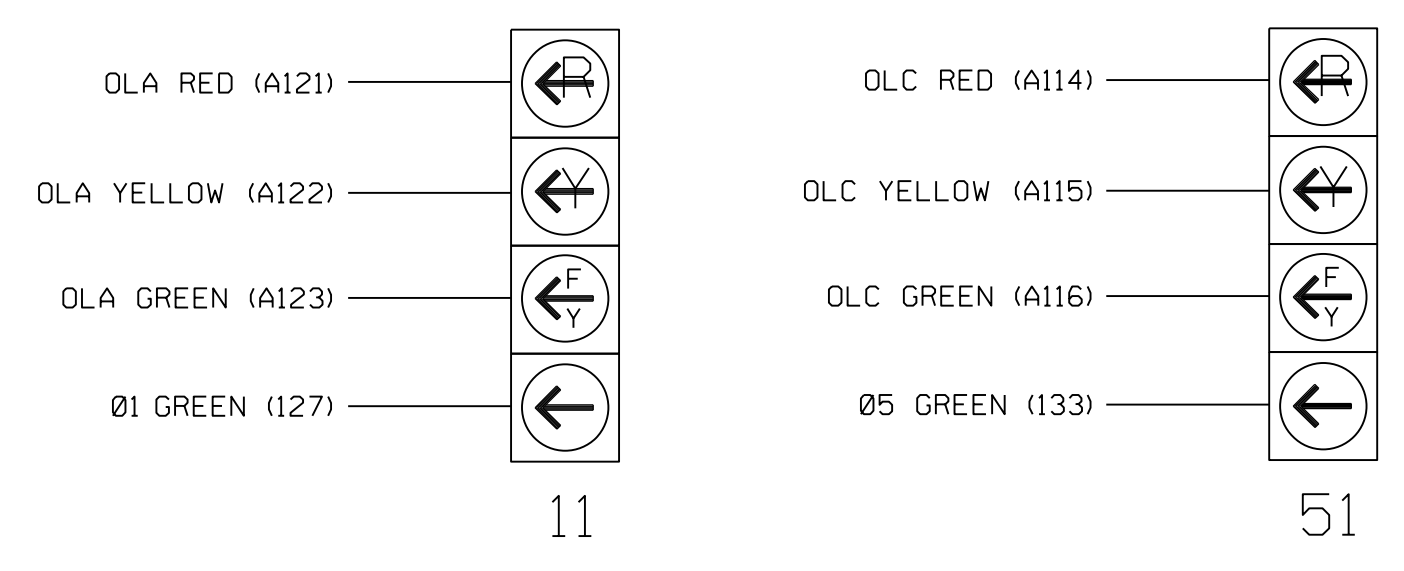 OLA RED (A121)
R
OLA YELLOW (A122)
Y
OLA GREEN (A123)
F
Y
Ø1 GREEN (127)
11
OLC RED (A114)
R
OLC YELLOW (A115)
Y
OLC GREEN (A116)
F
Y
Ø5 GREEN (133)
51